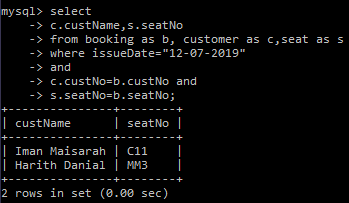 mysql> select
    -> c.custName,s.seatNo
    -> from booking as b, customer as c,seat as s
    -> where issueDate="12-07-2019"
    -> and
    -> c.custNo=b.custNo and
    -> s.seatNo=b.seatNo;
+----------------+--------+
| custName       | seatNo |
+----------------+--------+
| Iman Maisarah  | C11    |
| Harith Danial  | MM3    |
+----------------+--------+
2 rows in set (0.00 sec)